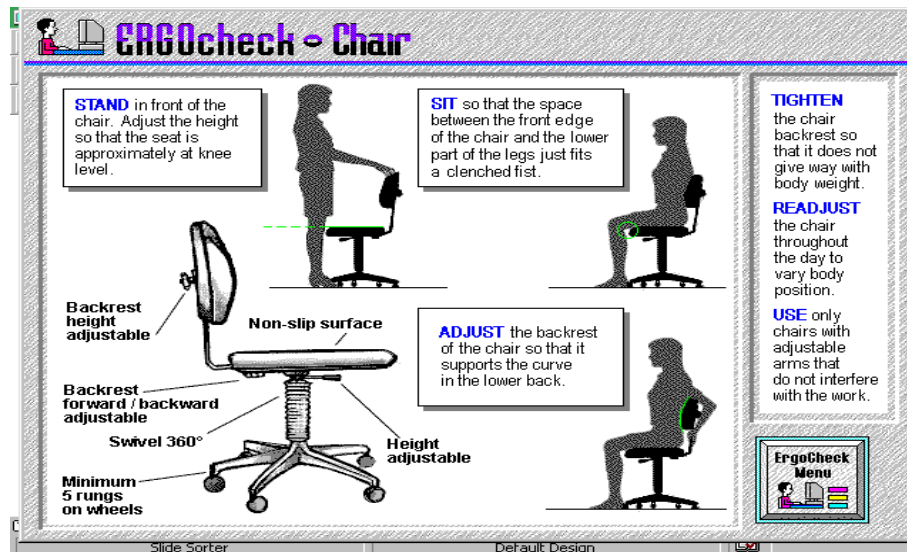 ERGOcheck - Chair
STAND in front of the
chair. Adjust the height
so that the seat is
approximately at knee
level.
SIT so that the space
between the front edge
of the chair and the lower
part of the legs just fits
a clenched fist.
Backrest
height
adjustable
Non-slip surface
Backrest
forward / backward
adjustable
Swivel 360°
Height
adjustable
Minimum
5 rungs
on wheels
ADJUST the backrest
of the chair so that it
supports the curve
in the lower back.
TIGHTEN
the chair
backrest so
that it does not
give way with
body weight.
READJUST
the chair
throughout
the day to
vary body
position.
USE only
chairs with
adjustable
arms that
do not interfere
with the work.
ErgoCheck
Menu
Slide Sorter
Default Design